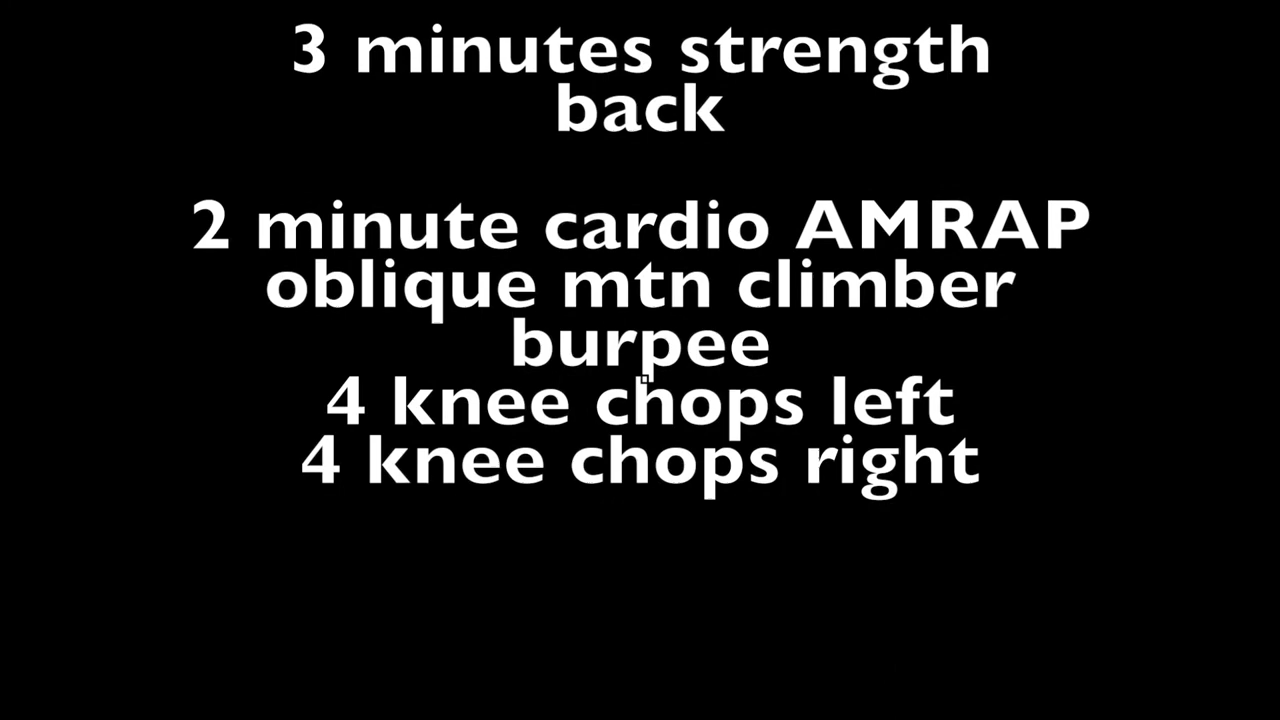 3 minutes strength
back
2 minute cardio AMRAP
oblique mtn climber
burpee
4 knee chops left
4 knee chops right